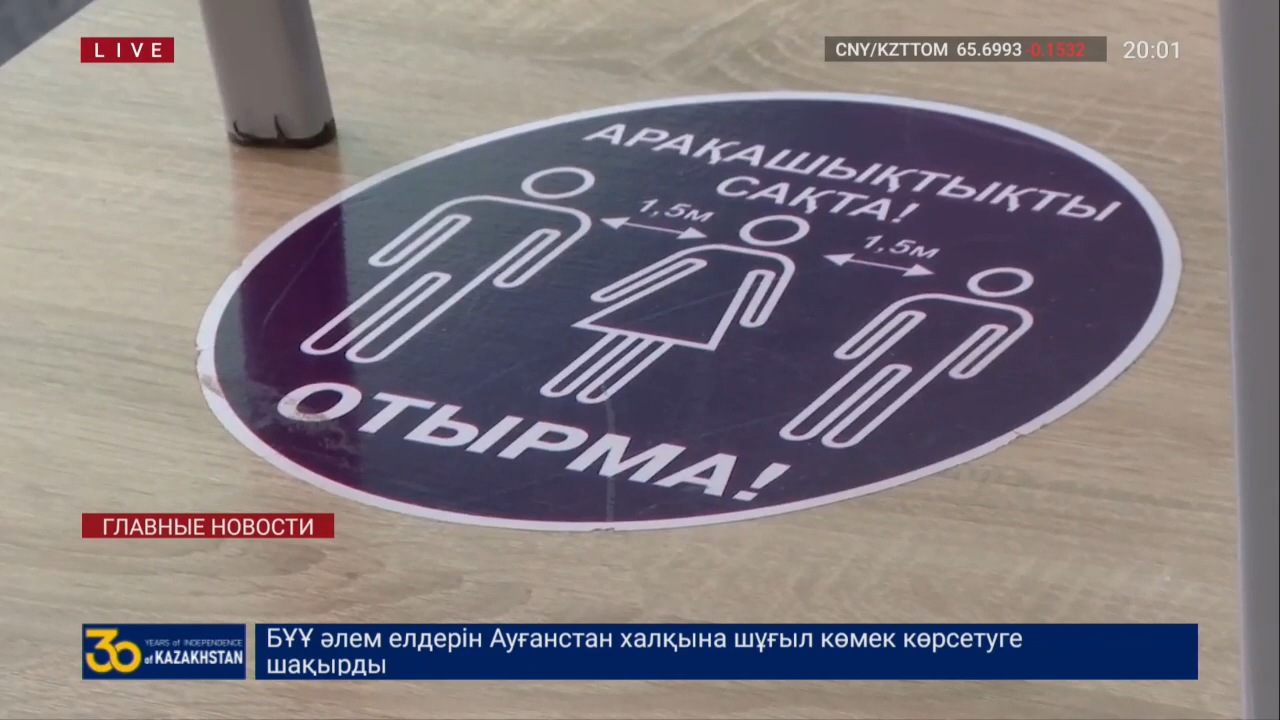 LIVE
CNY/KZTTOM 65.6993 -0.1532
20:01
АРАҚАШЫҚТЫҚТЫ
САҚТА!
1,5м
1,5м
ОТЫРМА!
ГЛАВНЫЕ НОВОСТИ
30 YEARS of INDEPENDENCE
of KAZAKHSTAN
БҰҰ әлем елдерін Ауғанстан халқына шұғыл көмек көрсетуге
шақырды